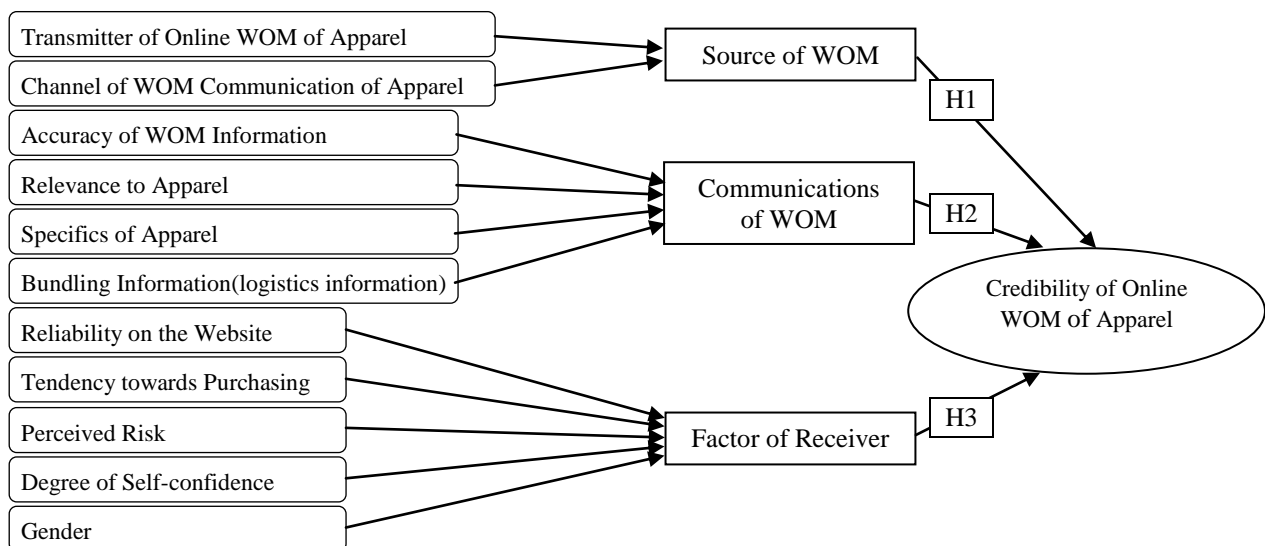 Transmitter of Online WOM of Apparel
Channel of WOM Communication of Apparel
Accuracy of WOM Information
Relevance to Apparel
Specifics of Apparel
Bundling Information(logistics information)
Reliability on the Website
Tendency towards Purchasing
Perceived Risk
Degree of Self-confidence
Gender
Source of WOM
Communications
of WOM
Factor of Receiver
H1
H2
H3
Credibility of Online
WOM of Apparel